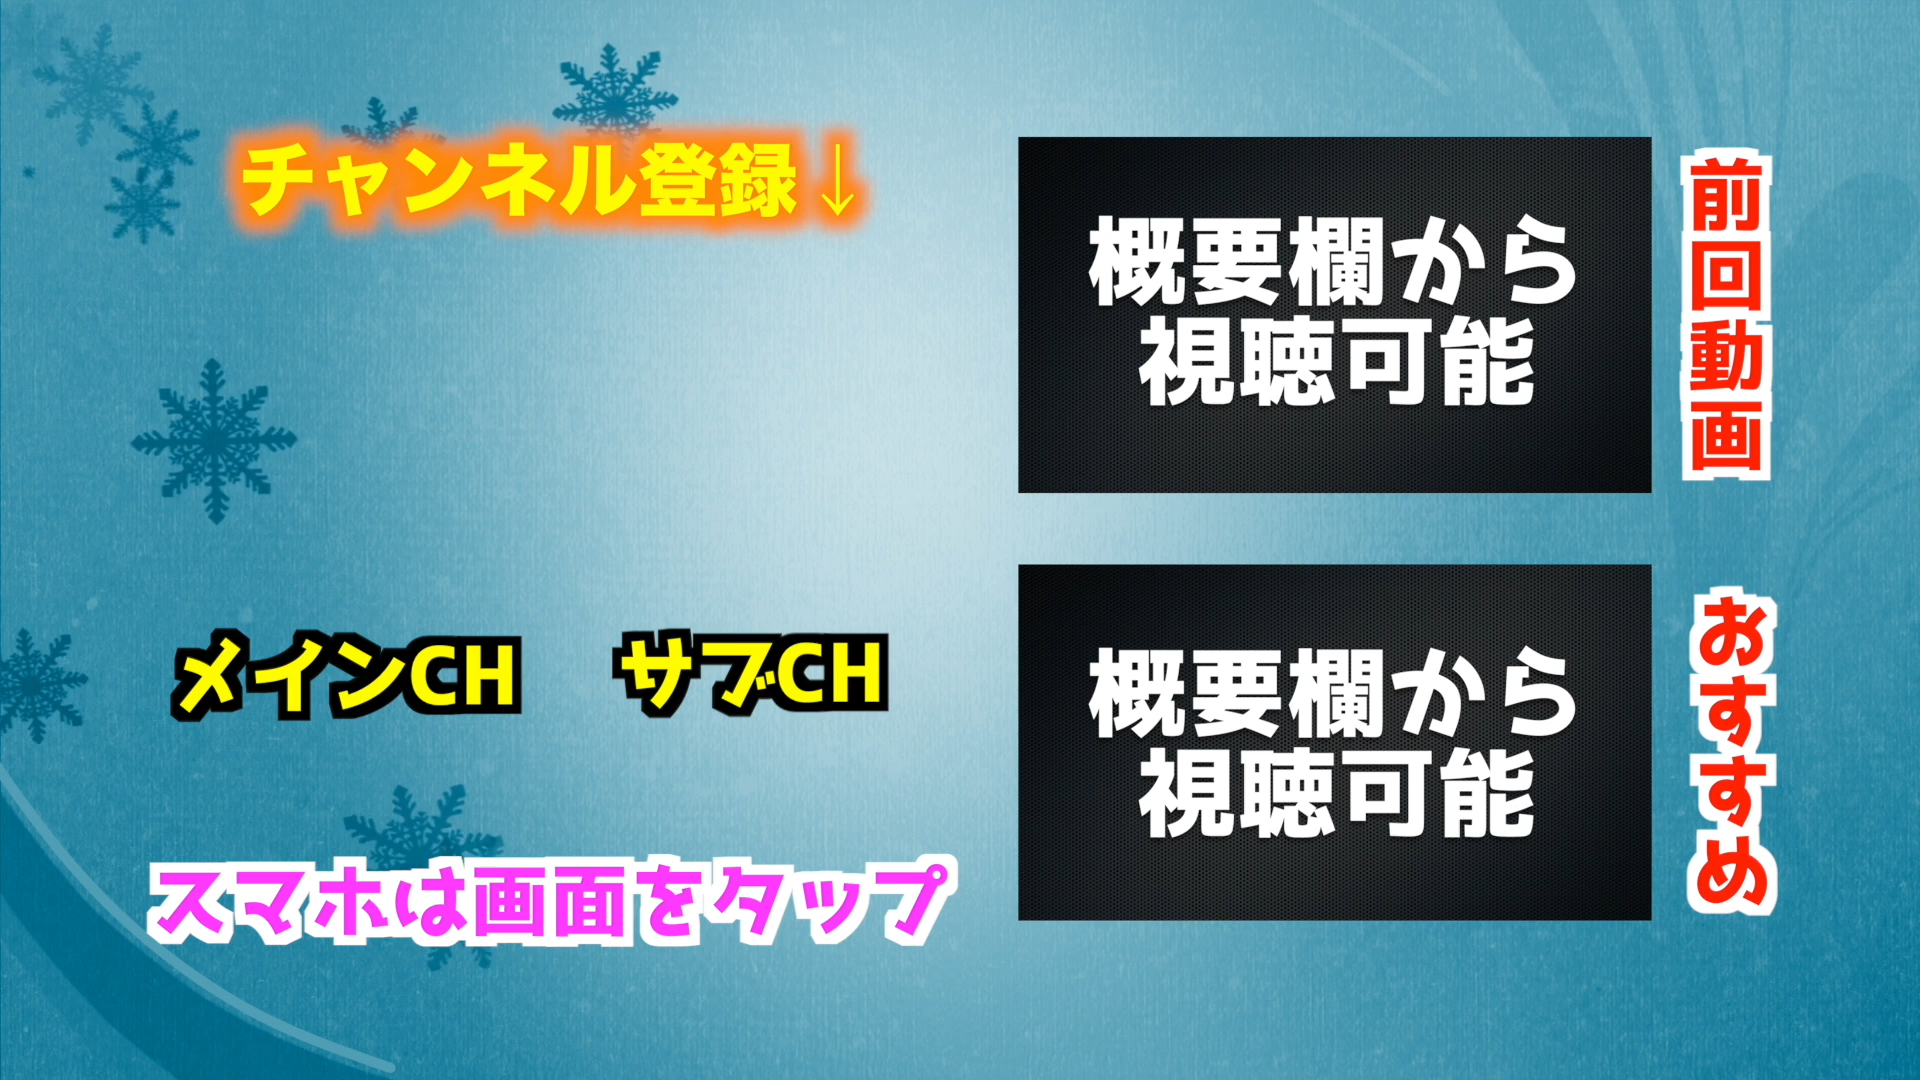 チャンネル登録↓
メインCH
サブCH
スマホは画面をタップ
概要欄から
視聴可能
前回動画
概要欄から
視聴可能
おすすめ